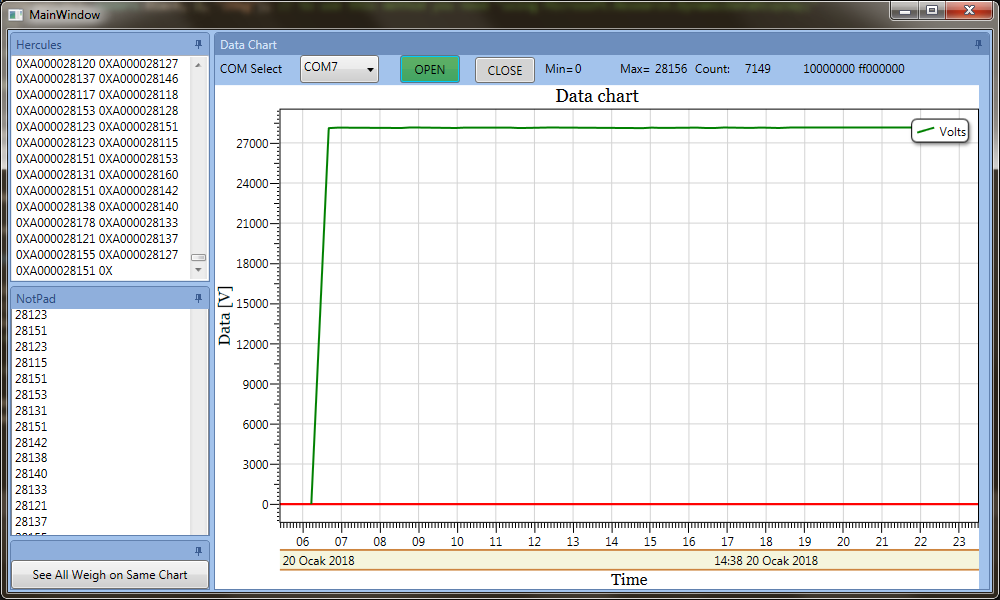 MainWindow
Hercules
0XA000028120 0XA000028127
0XA000028137 0XA000028146
0XA000028117 0XA000028118
0XA000028153 0XA000028128
0XA000028123 0XA000028151
0XA000028123 0XA000028115
0XA000028151 0XA000028153
0XA000028131 0XA000028160
0XA000028151 0XA000028142
0XA000028138 0XA000028140
0XA000028178 0XA000028133
0XA000028121 0XA000028137
0XA000028155 0XA000028127
0XA000028151 0X
NotPad
28123
28151
28123
28115
28151
28153
28131
28151
28142
28138
28140
28133
28121
28137
See All Weigh on Same Chart
Data Chart
COM Select COM7 OPEN CLOSE Min= 0 Max= 28156 Count: 7149 10000000 ff000000
Data chart
Volts
27000
24000
21000
18000
15000
12000
9000
6000
3000
0
Data [V]
06 07 08 09 10 11 12 13 14 15 16 17 18 19 20 21 22 23
20 Ocak 2018 14:38 20 Ocak 2018
Time